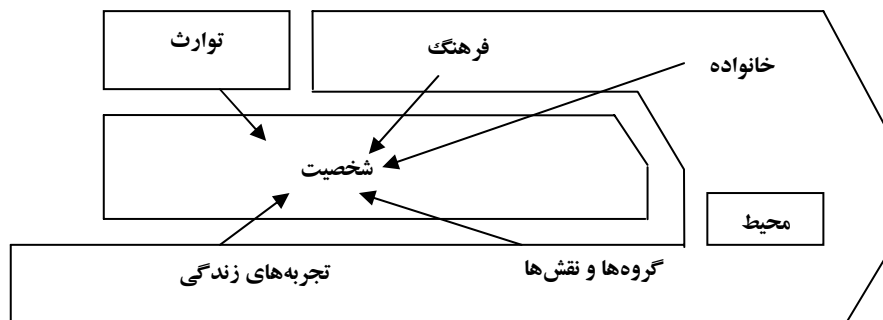 توارث
فرهنگ
خانواده
شخصیت
محیط
گروه‌ها و نقش‌ها
تجربه‌های زندگی